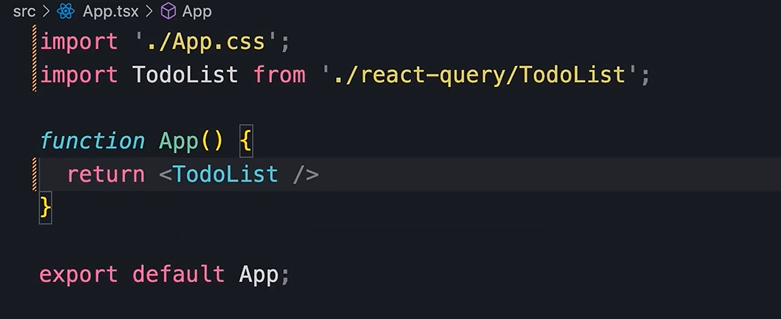 src > App.tsx > App
import './App.css';
import TodoList from './react-query/TodoList';
function App() {
  return <TodoList />
}
export default App;